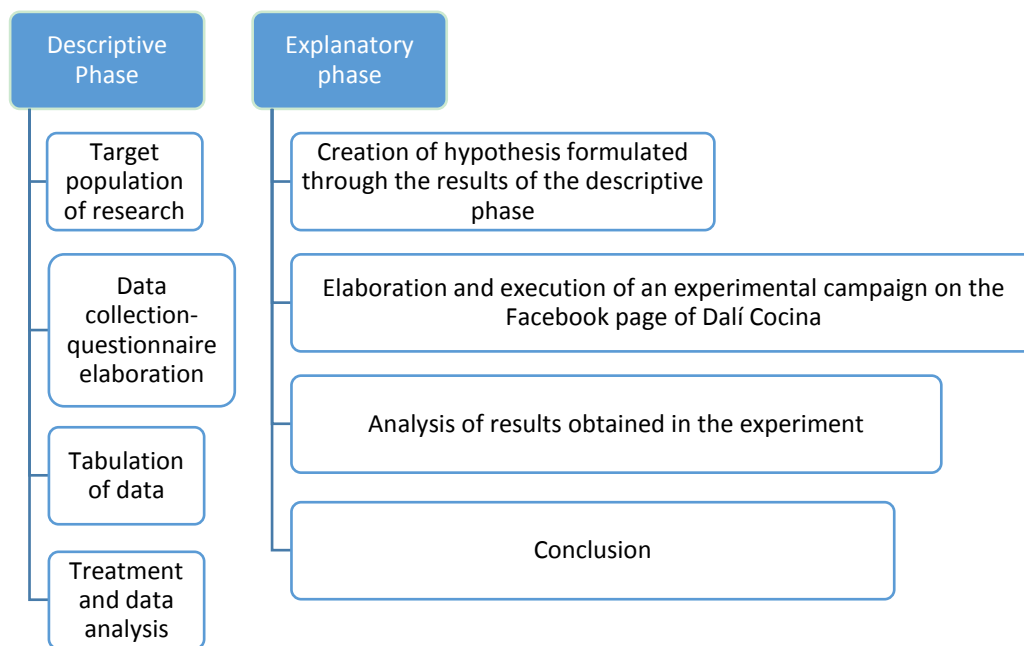 Descriptive
Phase
Target
population
of research
Data
collection-
questionnaire
elaboration
Tabulation
of data
Treatment
and data
analysis
Explanatory
phase
Creation of hypothesis formulated
through the results of the descriptive
phase
Elaboration and execution of an experimental campaign on the
Facebook page of Dalí Cocina
Analysis of results obtained in the experiment
Conclusion